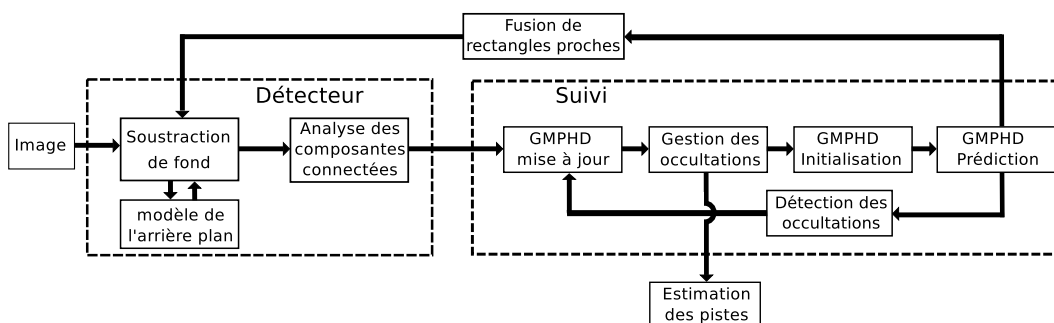 Fusion de
rectangles proches
Détecteur
Suivi
Image
Soustraction
de fond
Analyse des
composantes
connectées
GMPHD
mise à jour
Gestion des
occultations
GMPHD
Initialisation
GMPHD
Prédiction
modèle de
l'arrière plan
Détection des
occultations
Estimation
des pistes